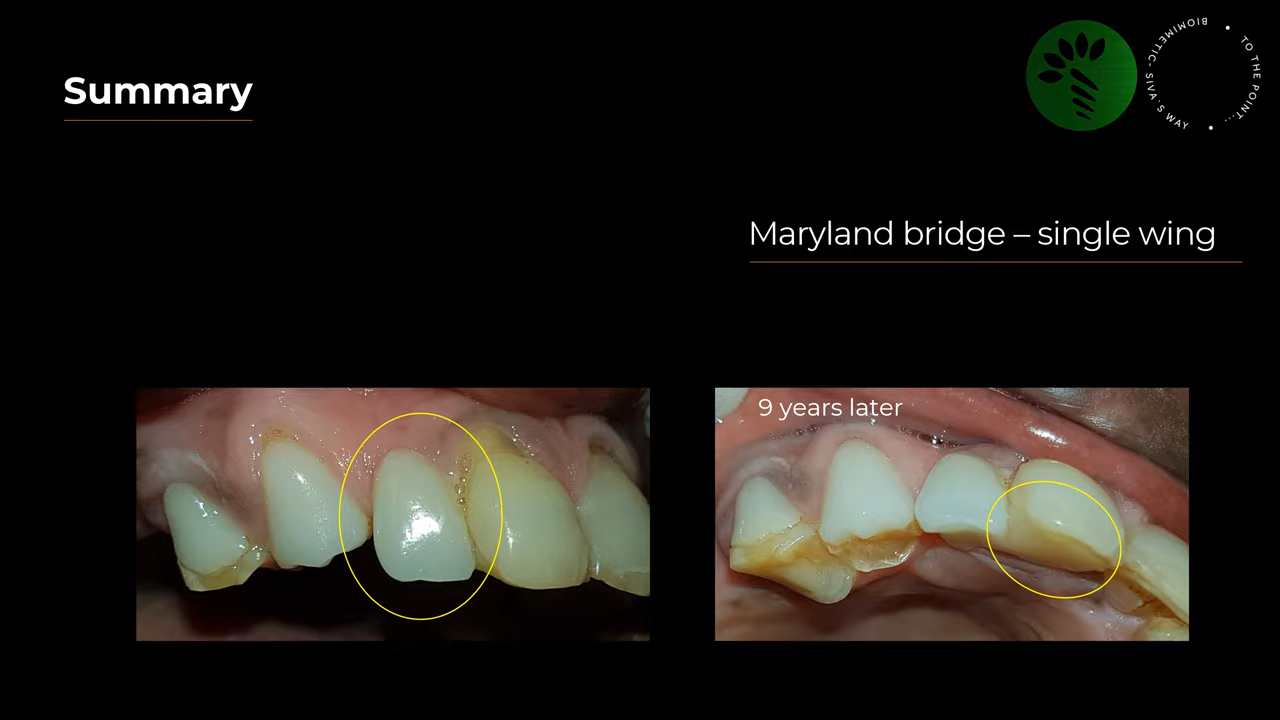 Summary
BIOMIMETIC- SIVA'S WAY
TO THE POINT...
Maryland bridge – single wing
9 years later